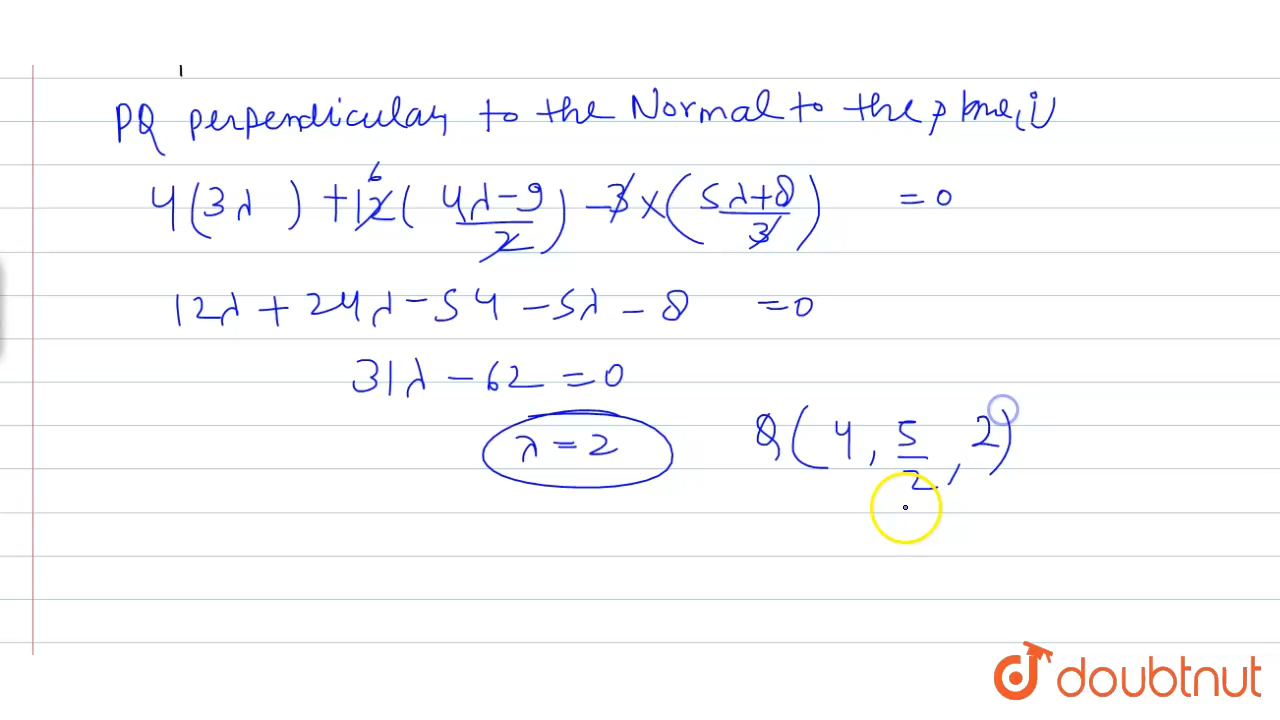 PQ perpendicular to the Normal to the plane, i)
4(3λ) + 12(4λ-9/2) - 3×(5λ+8/3) = 0
6
12λ + 24λ - 54 - 5λ - 8 = 0
31λ - 62 = 0
λ = 2 Q(4, 5/2, 2)
doubtnut